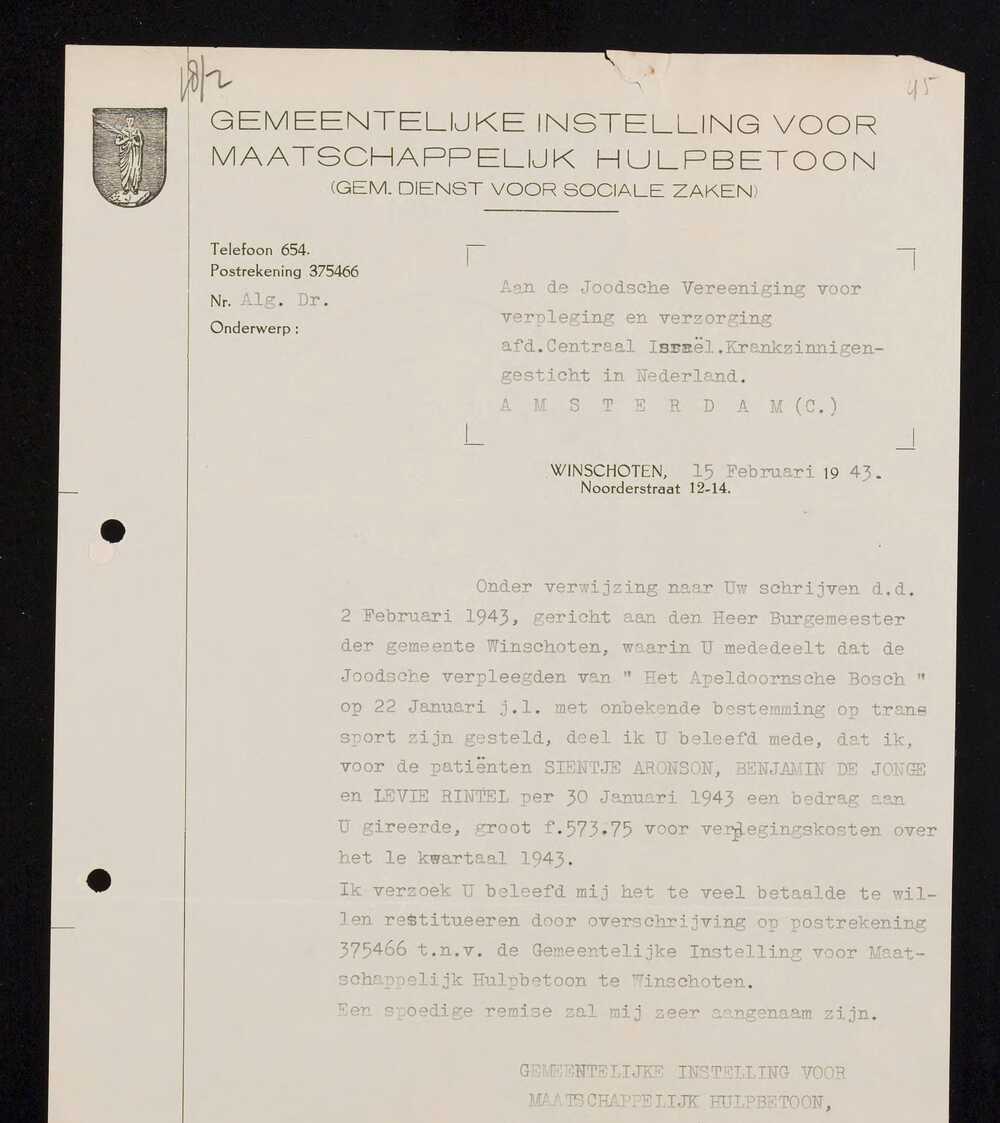 18/2
45
GEMEENTELIJKE INSTELLING VOOR
MAATSCHAPPELIJK HULPBETOON
(GEM. DIENST VOOR SOCIALE ZAKEN)
Telefoon 654.
Postrekening 375466
Nr. Alg. Dr.
Onderwerp:
Aan de Joodsche Vereeniging voor
verpleging en verzorging
afd.Centraal Israël.Krankzinnigen-
gesticht in Nederland.
A M S T E R D A M (C.)
WINSCHOTEN, 15 Februari 19 43.
Noorderstraat 12-14.
Onder verwijzing naar Uw schrijven d.d.
2 Februari 1943, gericht aan den Heer Burgemeester
der gemeente Winschoten, waarin U mededeelt dat de
Joodsche verpleegden van " Het Apeldoornsche Bosch "
op 22 Januari j.l. met onbekende bestemming op trans
sport zijn gesteld, deel ik U beleefd mede, dat ik,
voor de patiënten SIENTJE ARONSON, BENJAMIN DE JONGE
en LEVIE RINTEL per 30 Januari 1943 een bedrag aan
U gireerde, groot f.573.75 voor verplegingskosten over
het 1e kwartaal 1943.
Ik verzoek U beleefd mij het te veel betaalde te wil-
len restitueeren door overschrijving op postrekening
375466 t.n.v. de Gemeentelijke Instelling voor Maat-
schappelijk Hulpbetoon te Winschoten.
Een spoedige remise zal mij zeer aangenaam zijn.
GEMEENTELIJKE INSTELLING VOOR
MAATSCHAPPELIJK HULPBETOON,